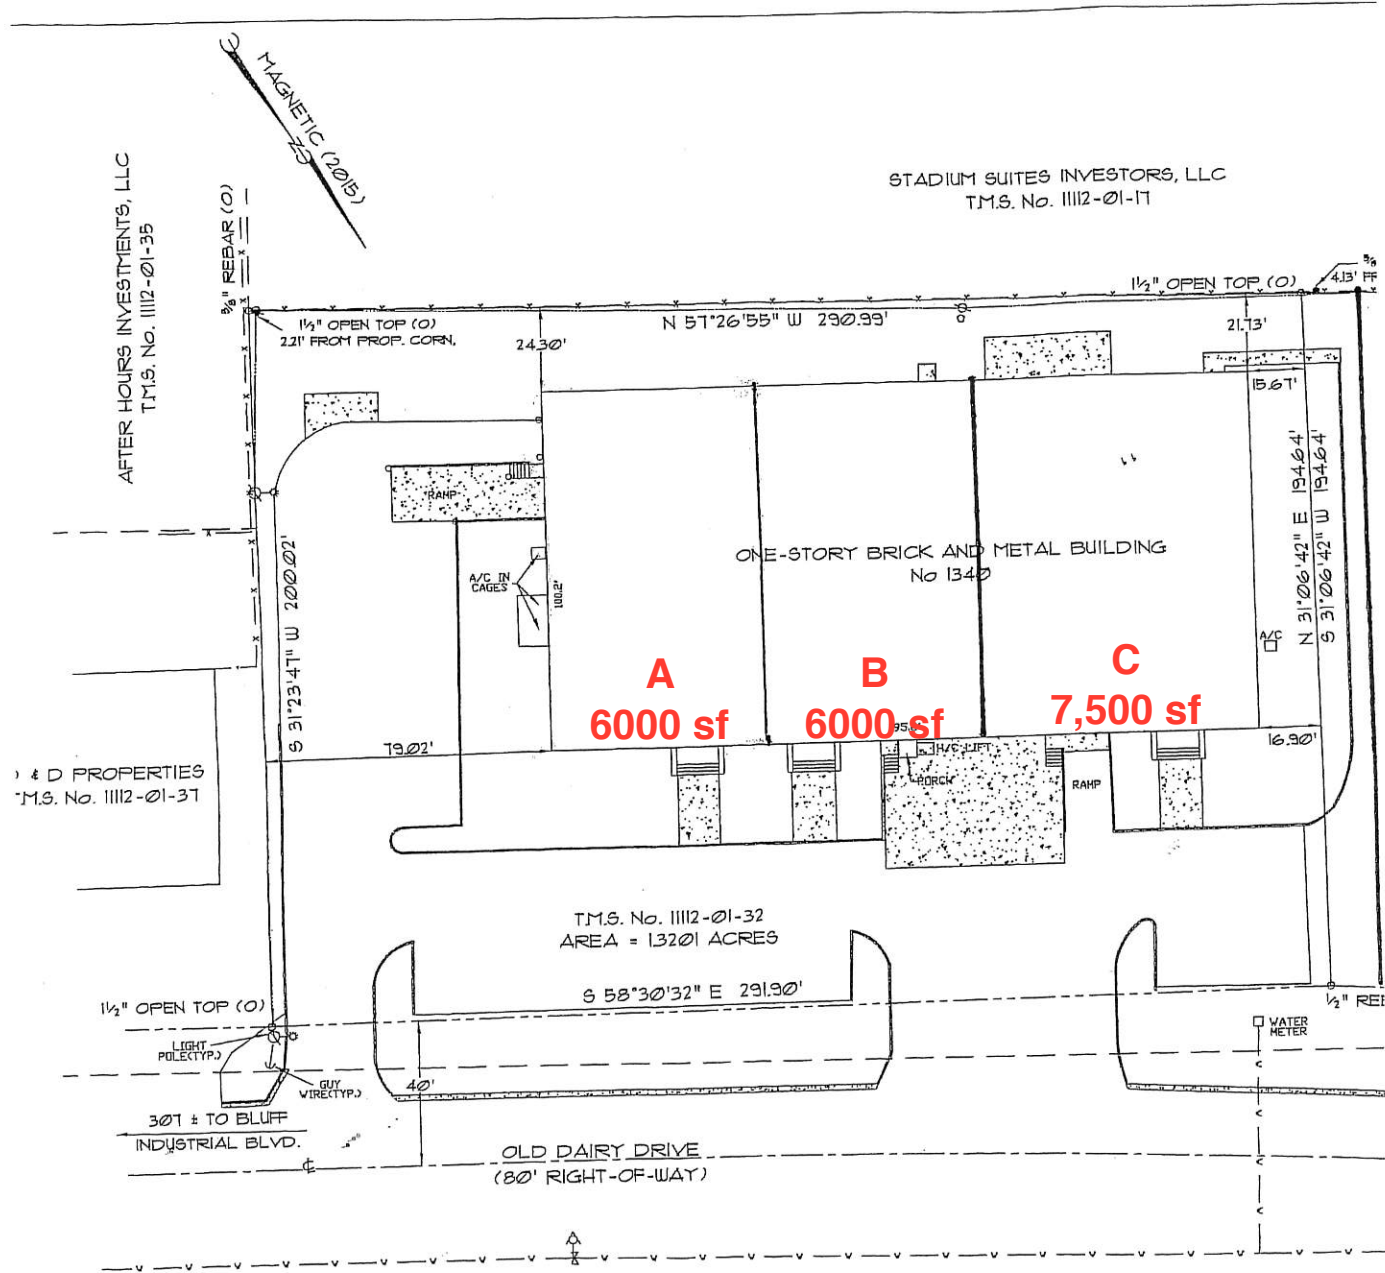 MAGNETIC (2015)
AFTER HOURS INVESTMENTS, LLC
T.M.S. No. 11112-01-35
5/8" REBAR (O)
STADIUM SUITES INVESTORS, LLC
T.M.S. No. 11112-01-17
1½" OPEN TOP (O)
4.13'
1½" OPEN TOP (O)
2.21' FROM PROP. CORN.
N 57°26'55" W 290.99'
24.30'
21.73'
15.67'
RAMP
ONE-STORY BRICK AND METAL BUILDING
No 1340
A/C IN
CAGES
100.2'
S 31°23'47" W 200.02'
N 31°06'42" E 194.64'
S 31°06'42" W 194.64'
A/C
A
6000 sf
B
6000 sf
C
7,500 sf
79.02'
H/C LIFT
PORCH
RAMP
16.90'
& D PROPERTIES
T.M.S. No. 11112-01-37
T.M.S. No. 11112-01-32
AREA = 1.3201 ACRES
S 58°30'32" E 291.90'
1½" OPEN TOP (O)
LIGHT
POLE(TYP.)
GUY
WIRE(TYP.)
40'
WATER
METER
307 ± TO BLUFF
INDUSTRIAL BLVD.
OLD DAIRY DRIVE
(80' RIGHT-OF-WAY)